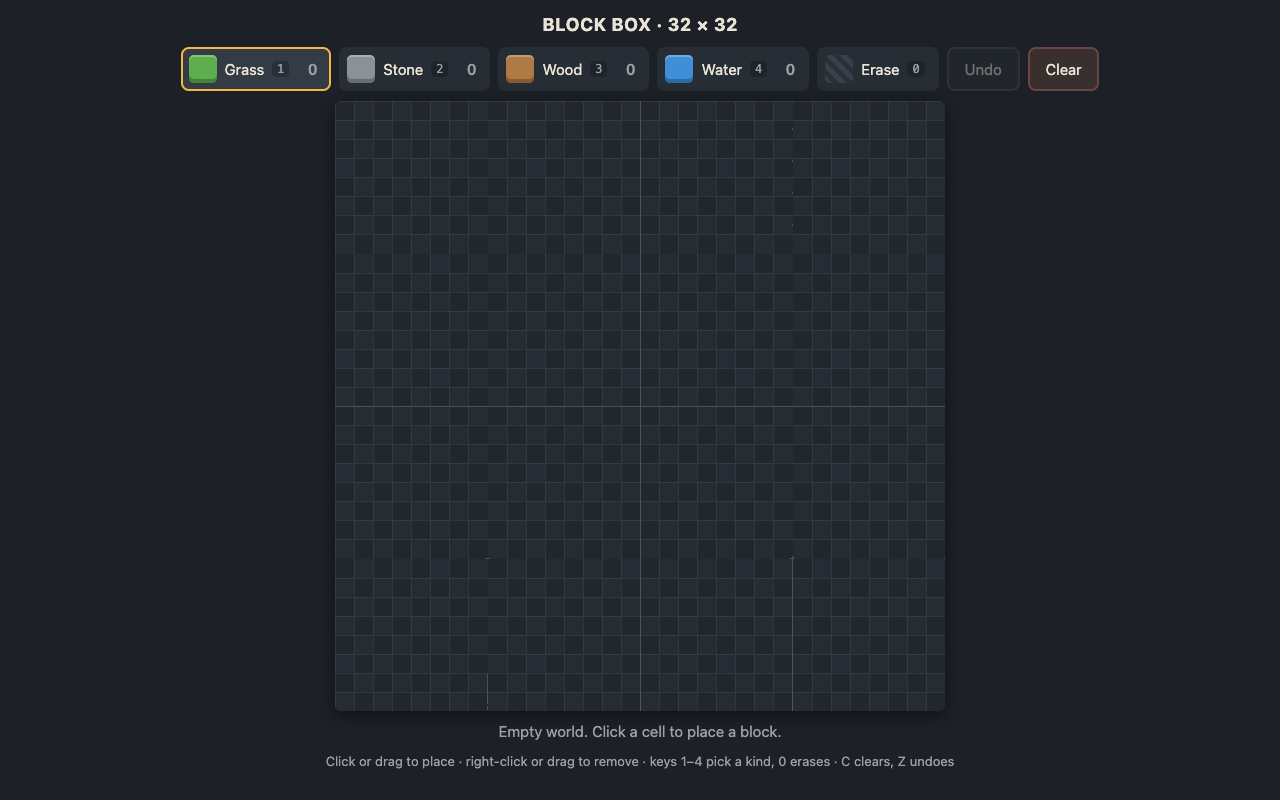 BLOCK BOX · 32 × 32
Grass 1 0 Stone 2 0 Wood 3 0 Water 4 0 Erase 0 Undo Clear
Empty world. Click a cell to place a block.
Click or drag to place · right-click or drag to remove · keys 1–4 pick a kind, 0 erases · C clears, Z undoes